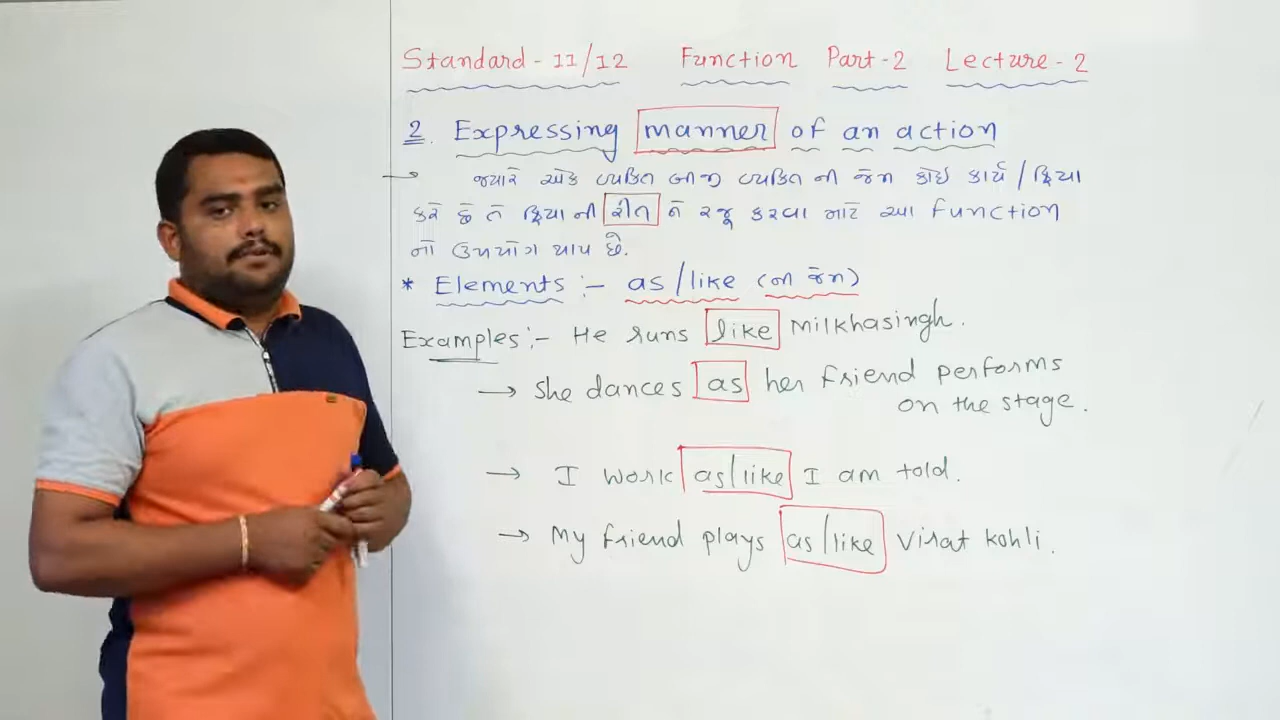 Standard - 11/12 Function Part-2 Lecture - 2
2. Expressing manner of an action
→ જ્યારે એક વ્યકિત બીજી વ્યકિત ની જેમ કોઈ કાર્ય / ક્રિયા
કરે છે તે ક્રિયા ની રીત ને રજૂ કરવા માટે આ function
નો ઉપયોગ થાય છે.
* Elements :- as/like (ની જેમ)
Examples :- He runs like Milkhasingh.
→ She dances as her friend performs
on the stage.
→ I work as/like I am told.
→ My friend plays as/like Virat kohli.